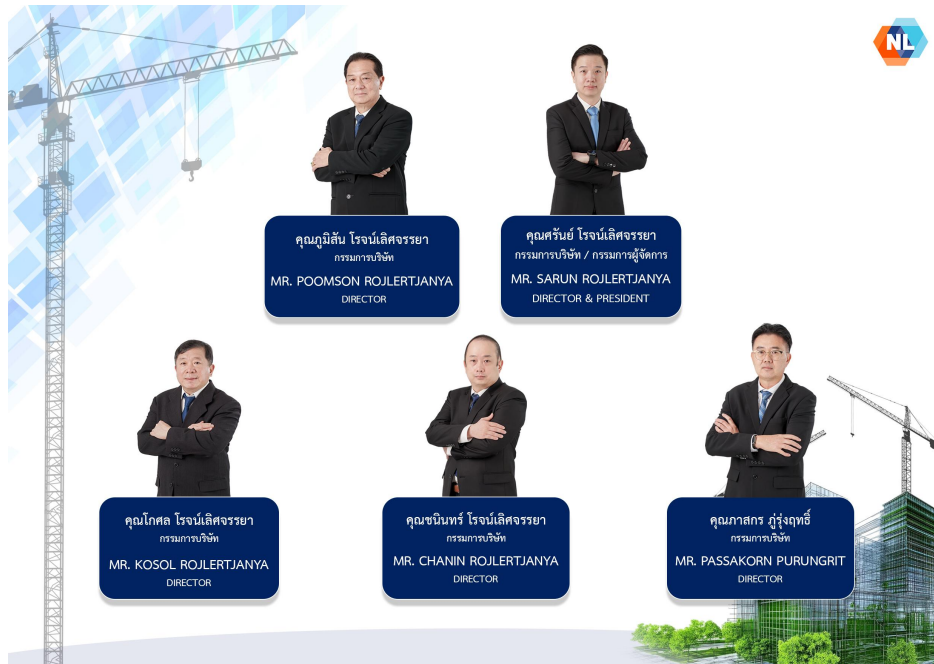 NL
คุณภูมิสัน โรจน์เลิศจรรยา
กรรมการบริษัท
MR. POOMSON ROJLERTJANYA
DIRECTOR
คุณศรันย์ โรจน์เลิศจรรยา
กรรมการบริษัท / กรรมการผู้จัดการ
MR. SARUN ROJLERTJANYA
DIRECTOR & PRESIDENT
คุณโกศล โรจน์เลิศจรรยา
กรรมการบริษัท
MR. KOSOL ROJLERTJANYA
DIRECTOR
คุณชนินทร์ โรจน์เลิศจรรยา
กรรมการบริษัท
MR. CHANIN ROJLERTJANYA
DIRECTOR
คุณภาสกร ภู่รุ่งฤทธิ์
กรรมการบริษัท
MR. PASSAKORN PURUNGRIT
DIRECTOR